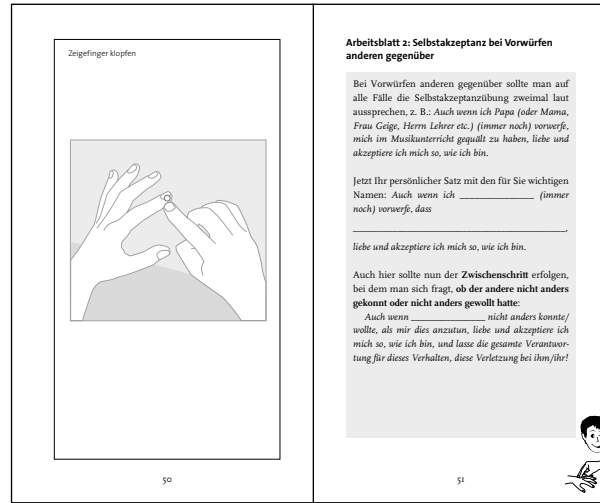 Zeigefinger klopfen
50
Arbeitsblatt 2: Selbstakzeptanz bei Vorwürfen
anderen gegenüber
Bei Vorwürfen anderen gegenüber sollte man auf
alle Fälle die Selbstakzeptanzübung zweimal laut
aussprechen, z. B.: Auch wenn ich Papa (oder Mama,
Frau Geige, Herrn Lehrer etc.) (immer noch) vorwerfe,
mich im Musikunterricht gequält zu haben, liebe und
akzeptiere ich mich so, wie ich bin.
Jetzt Ihr persönlicher Satz mit den für Sie wichtigen
Namen: Auch wenn ich ________________ (immer
noch) vorwerfe, dass
______________________________________________,
liebe und akzeptiere ich mich so, wie ich bin.
Auch hier sollte nun der Zwischenschritt erfolgen,
bei dem man sich fragt, ob der andere nicht anders
gekonnt oder nicht anders gewollt hatte:
Auch wenn ________________ nicht anders konnte/
wollte, als mir dies anzutun, liebe und akzeptiere ich
mich so, wie ich bin, und lasse die gesamte Verantwor-
tung für dieses Verhalten, diese Verletzung bei ihm/ihr!
51